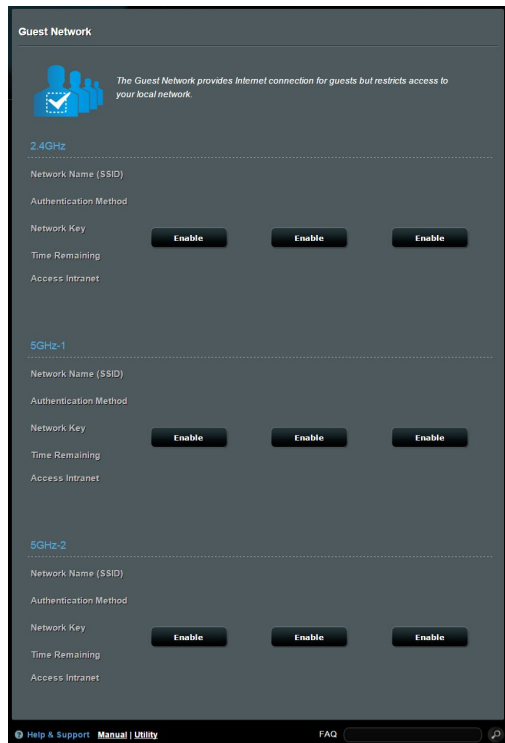 Guest Network
The Guest Network provides Internet connection for guests but restricts access to
your local network.
2.4GHz
Network Name (SSID)
Authentication Method
Network Key
Enable Enable Enable
Time Remaining
Access Intranet
5GHz-1
Network Name (SSID)
Authentication Method
Network Key
Enable Enable Enable
Time Remaining
Access Intranet
5GHz-2
Network Name (SSID)
Authentication Method
Network Key
Enable Enable Enable
Time Remaining
Access Intranet
? Help & Support Manual | Utility FAQ